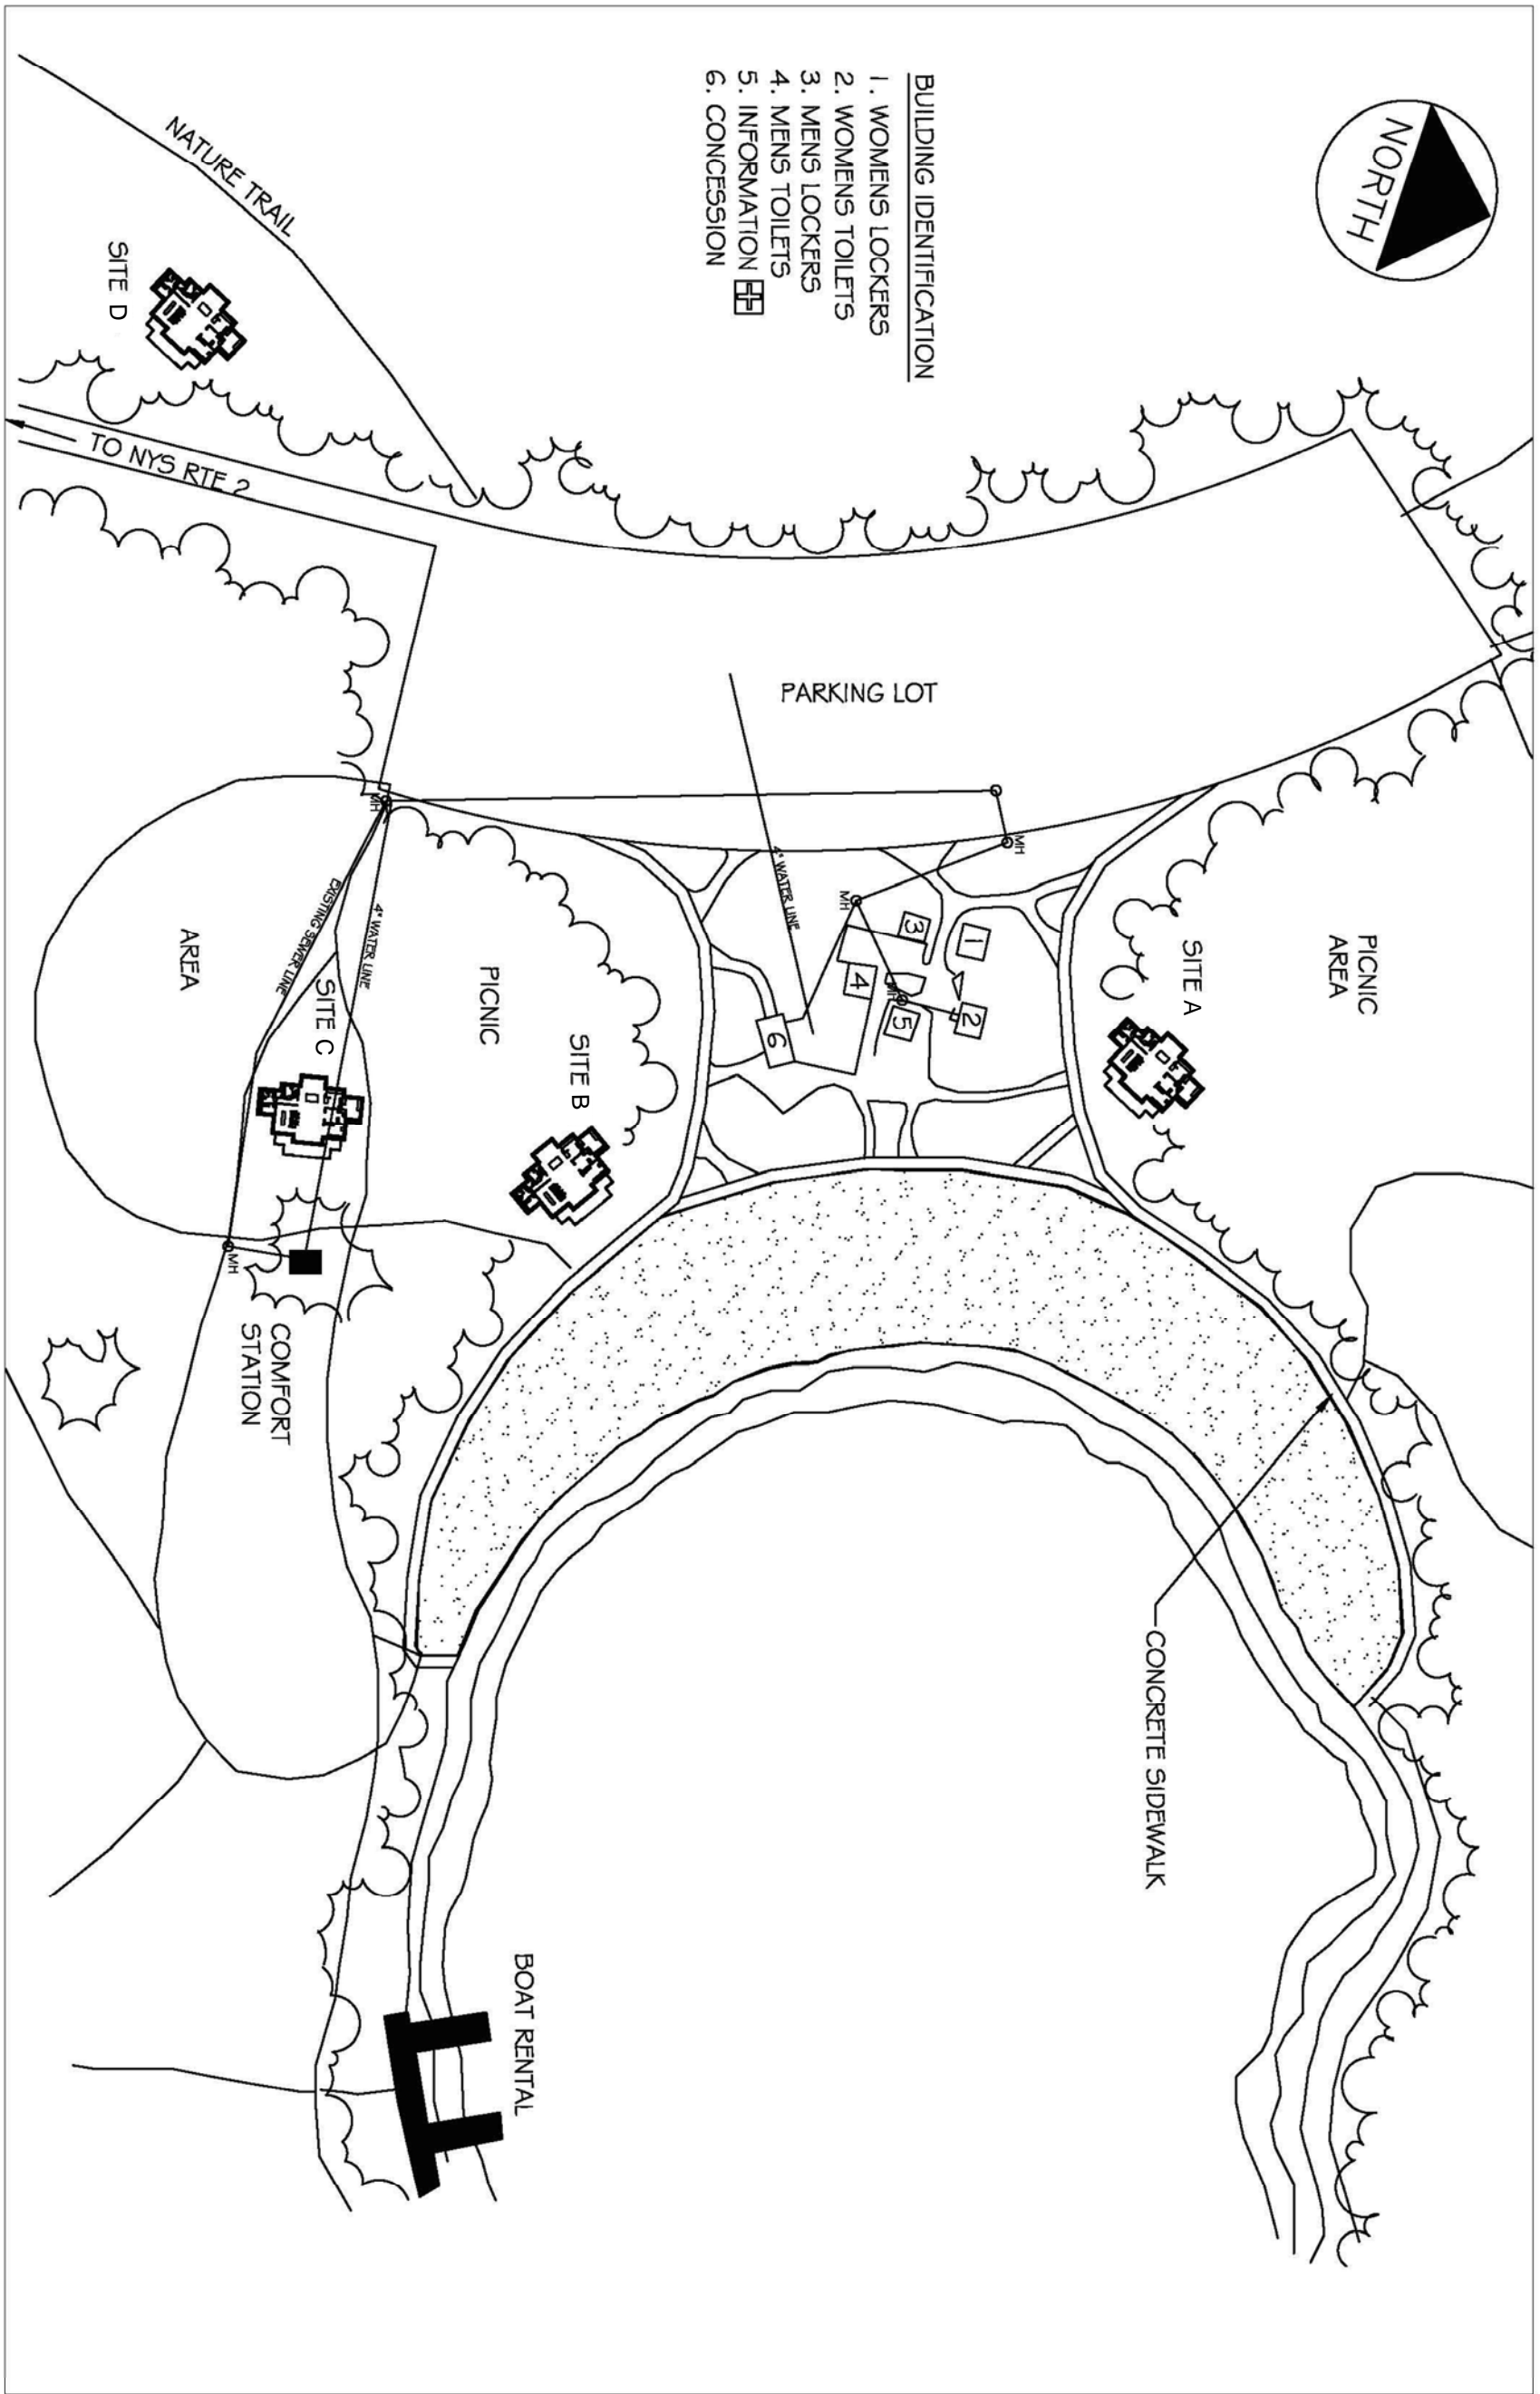 NORTH
BUILDING IDENTIFICATION
1. WOMENS LOCKERS
2. WOMENS TOILETS
3. MENS LOCKERS
4. MENS TOILETS
5. INFORMATION
6. CONCESSION
NATURE TRAIL
SITE D
TO NYS RTE 2
PARKING LOT
PICNIC
AREA
SITE A
MH
MH
4" WATER LINE
3
1
4
MH
5
2
6
MH
EXISTING SEWER LINE
4" WATER LINE
PICNIC
AREA
SITE B
SITE C
MH
COMFORT
STATION
CONCRETE SIDEWALK
BOAT RENTAL